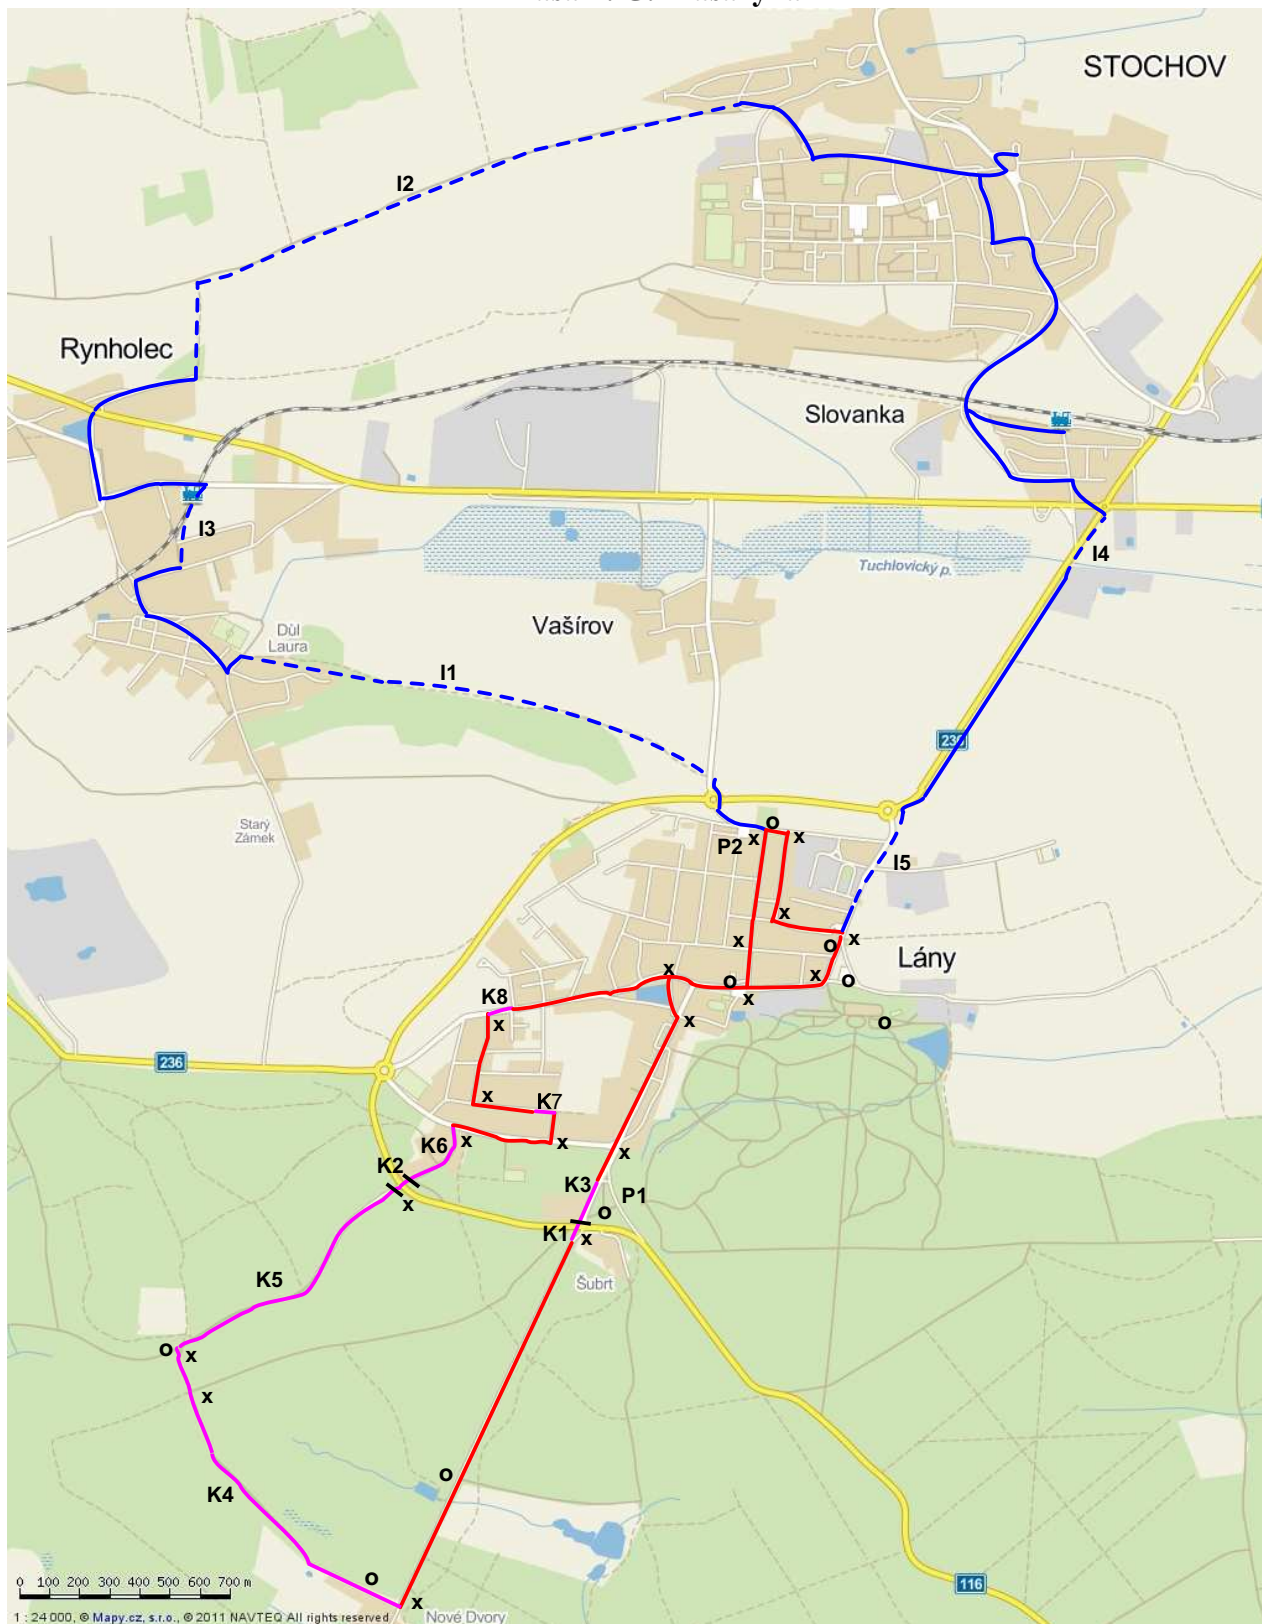 STOCHOV
I2
Rynholec
Slovanka
I3
I4
Tuchlovický p.
Vašírov
Důl
Laura
I1
236
Starý
Zámek
o
P2 x x
I5
x
x o x
Lány
x o x o
K8 x
x x o
236
x K7
K6 x x
K2 x
K3 P1
x o
K1 x
K5
Šubrt
o x
x
o
K4
o
x
116
0 100 200 300 400 500 600 700 m
1 : 24 000, © Mapy.cz, s.r.o., © 2011 NAVTEQ All rights reserved
Nové Dvory